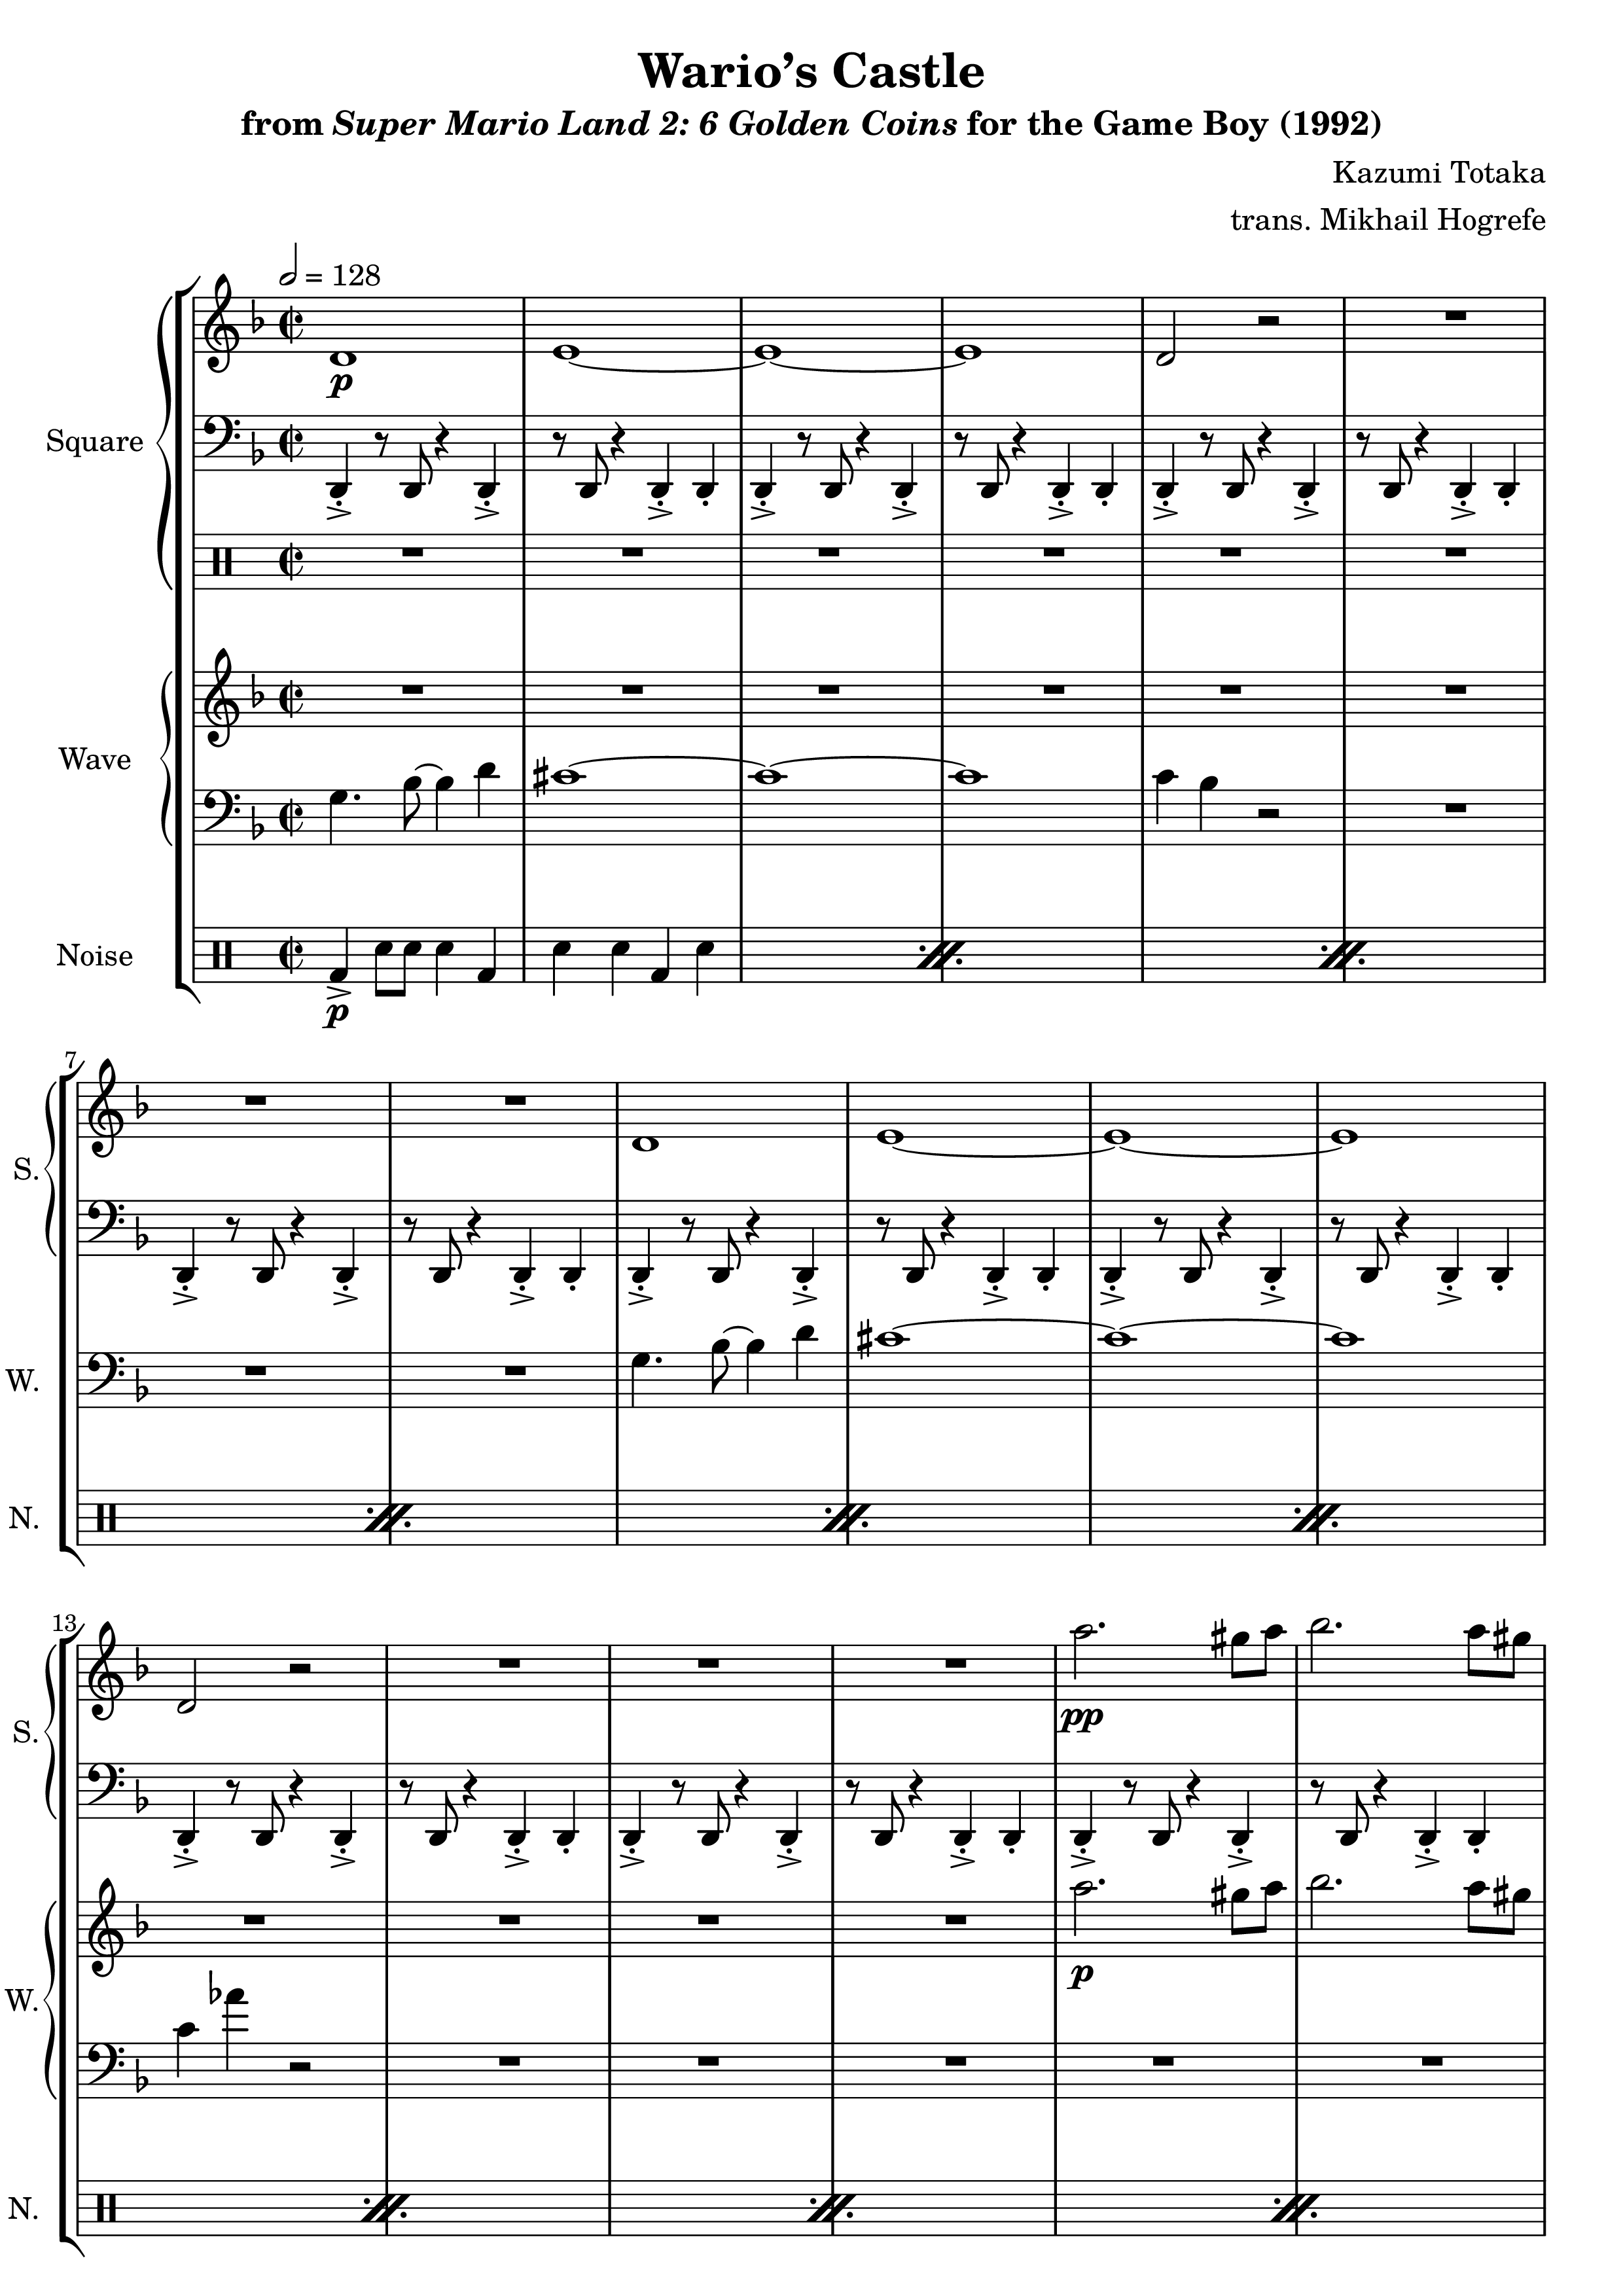 Wario’s Castle
from Super Mario Land 2: 6 Golden Coins for the Game Boy (1992)
Kazumi Totaka
trans. Mikhail Hogrefe
= 128
p
Square
Wave
Noise
p
7
S.
W.
N.
13
pp
S.
p
W.
N.